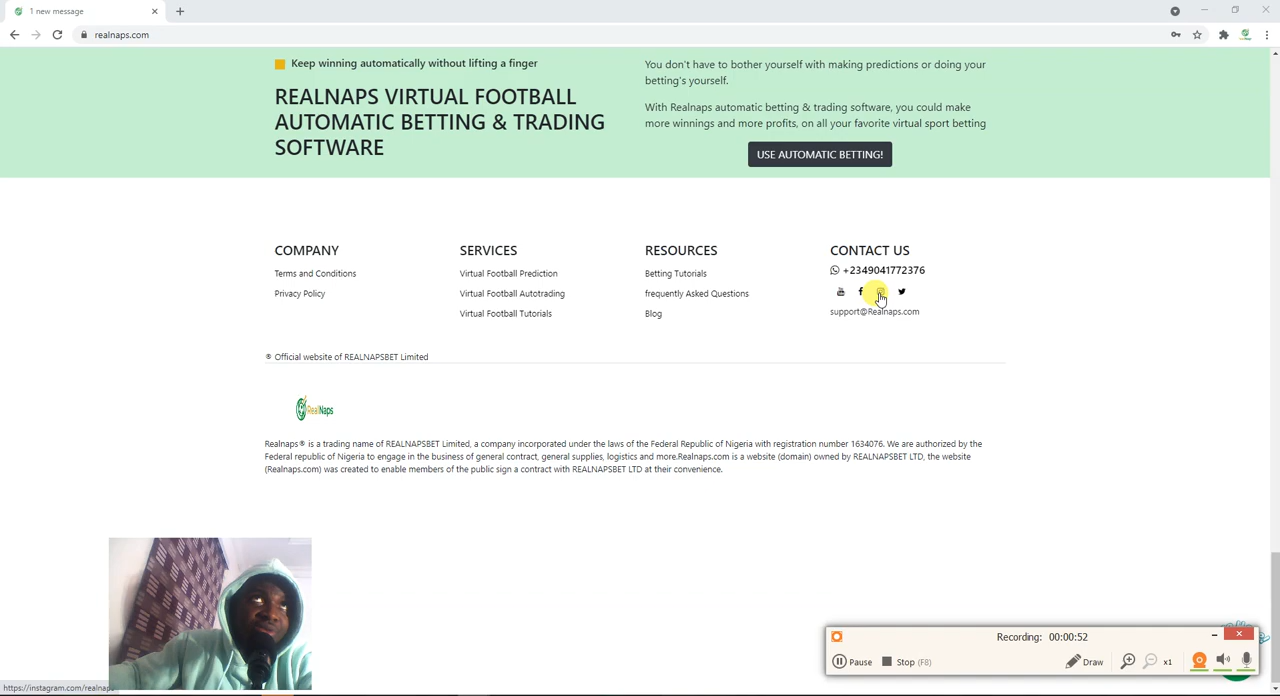 1 new message
realnaps.com
Keep winning automatically without lifting a finger
REALNAPS VIRTUAL FOOTBALL
AUTOMATIC BETTING & TRADING
SOFTWARE
You don't have to bother yourself with making predictions or doing your
betting's yourself.
With Realnaps automatic betting & trading software, you could make
more winnings and more profits, on all your favorite virtual sport betting
USE AUTOMATIC BETTING!
COMPANY
Terms and Conditions
Privacy Policy
SERVICES
Virtual Football Prediction
Virtual Football Autotrading
Virtual Football Tutorials
RESOURCES
Betting Tutorials
frequently Asked Questions
Blog
CONTACT US
+2349041772376
support@Realnaps.com
® Official website of REALNAPSBET Limited
RealNaps
Realnaps® is a trading name of REALNAPSBET Limited, a company incorporated under the laws of the Federal Republic of Nigeria with registration number 1634076. We are authorized by the
Federal republic of Nigeria to engage in the business of general contract, general supplies, logistics and more.Realnaps.com is a website (domain) owned by REALNAPSBET LTD, the website
(Realnaps.com) was created to enable members of the public sign a contract with REALNAPSBET LTD at their convenience.
Recording: 00:00:52
Pause
Stop (F8)
Draw
x1
https://instagram.com/realnaps